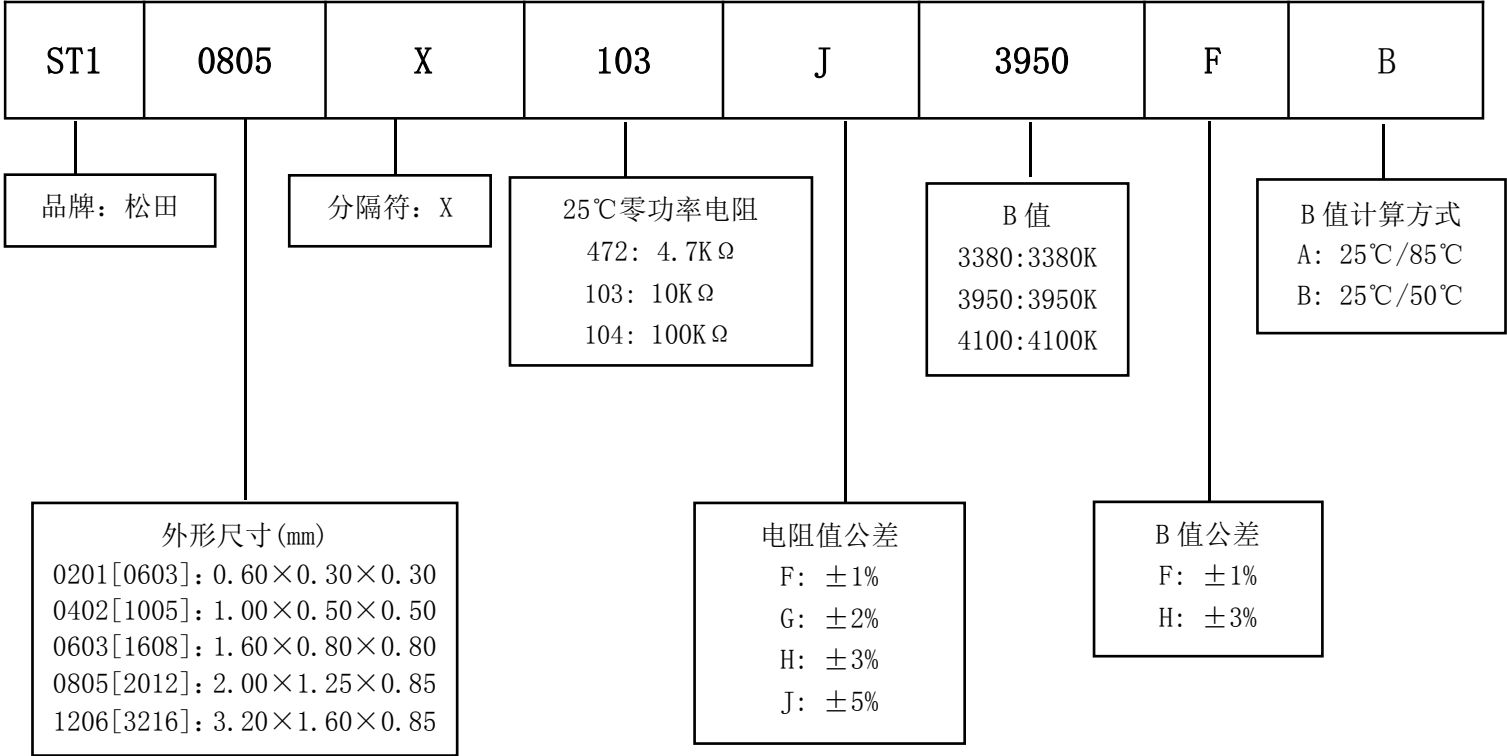 ST1 0805 X 103 J 3950 F B
品牌: 松田
分隔符: X
25℃零功率电阻
472: 4.7KΩ
103: 10KΩ
104: 100KΩ
B值
3380:3380K
3950:3950K
4100:4100K
B值计算方式
A: 25℃/85℃
B: 25℃/50℃
外形尺寸(mm)
0201[0603]:0.60×0.30×0.30
0402[1005]:1.00×0.50×0.50
0603[1608]:1.60×0.80×0.80
0805[2012]:2.00×1.25×0.85
1206[3216]:3.20×1.60×0.85
电阻值公差
F: ±1%
G: ±2%
H: ±3%
J: ±5%
B值公差
F: ±1%
H: ±3%